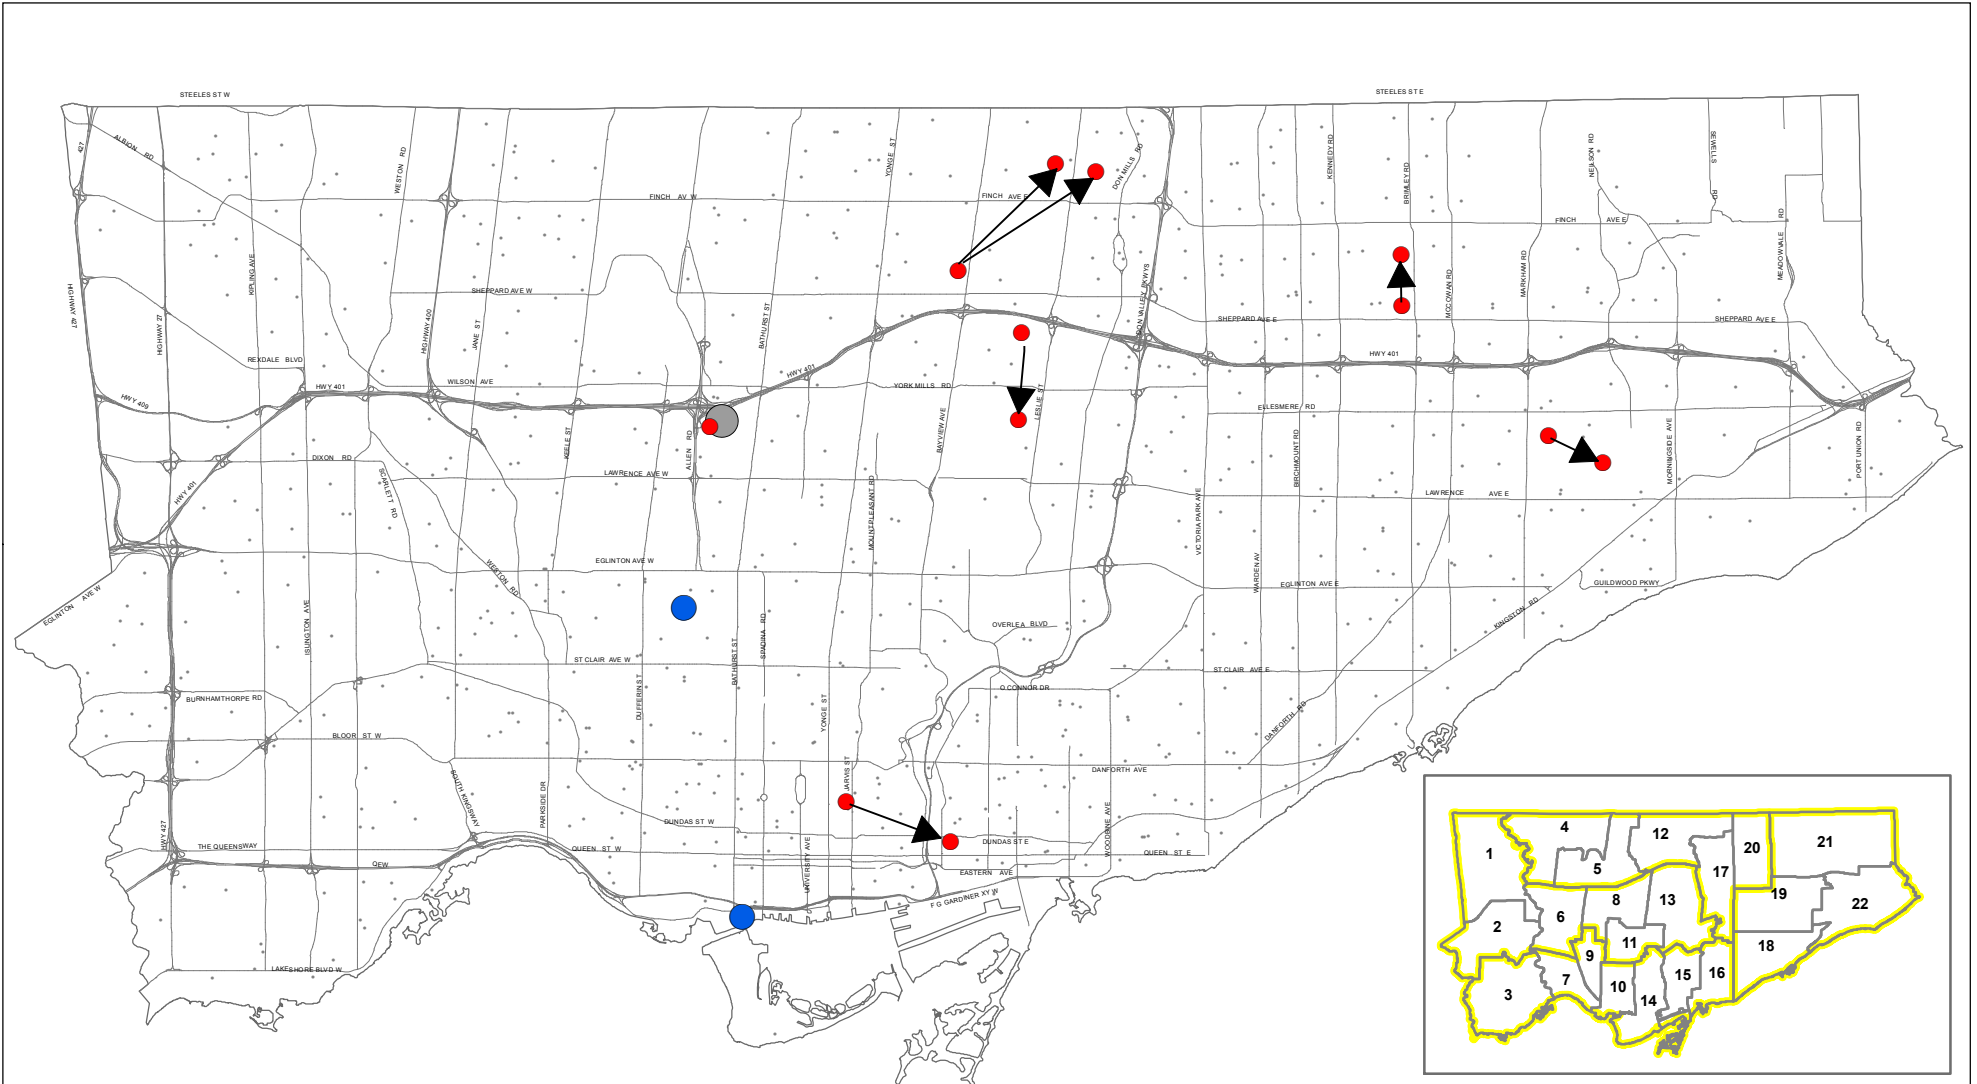 STEELES ST W
STEELES ST E
427
ALBION RD
WESTON RD
YONGE ST
DON MILLS RD
KENNEDY RD
BRIMLEY RD
NEILSON RD
SEWELLS RD
FINCH AV W
FINCH AVE E
FINCH AVE E
MEADOWVALE RD
HIGHWAY 427
KIPLING AVE
HIGHWAY 27
SHEPPARD AVE W
HIGHWAY 400
JANE ST
BATHURST ST
DON VALLEY PKWYS
MCCOWAN RD
MARKHAM RD
SHEPPARD AVE E
SHEPPARD AVE E
REXDALE BLVD
HWY 401
WILSON AVE
HWY 401
YORK MILLS RD
HWY 401
HWY 409
LESLIE ST
ELLESMERE RD
KEELE ST
ALLEN RD
BAYVIEW AVE
BIRCHMOUNT RD
MORNINGSIDE AVE
PORT UNION RD
DIXON RD
SCARLETT RD
LAWRENCE AVE W
HWY 401
MOUNT PLEASANT RD
VICTORIA PARK AVE
LAWRENCE AVE E
EGLINTON AVE W
WESTON RD
EGLINTON AVE W
WARDEN AV
EGLINTON AVE E
GUILDWOOD PKWY
ISLINGTON AVE
OVERLEA BLVD
KINGSTON RD
SPADINA RD
BATHURST ST
ST CLAIR AVE W
ST CLAIR AVE E
BURNHAMTHORPE RD
DUFFERIN ST
YONGE ST
O CONNOR DR
DANFORTH RD
BLOOR ST W
DANFORTH AVE
SOUTH KINGSWAY
PARKSIDE DR
JARVIS ST
HWY 427
THE QUEENSWAY
QEW
DUNDAS ST W
QUEEN ST W
UNIVERSITY AVE
DUNDAS ST E
WOODBINE AVE
QUEEN ST E
EASTERN AVE
F G GARDINER XY W
LAKE SHORE BLVD W
4
12
1
5
20
21
17
8
13
19
22
6
2
11
9
18
7
10
15
16
3
14